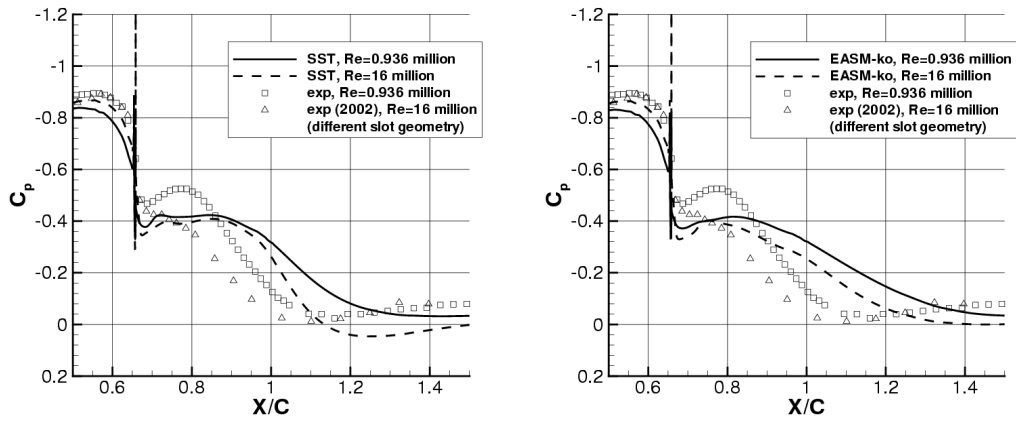 -1.2
-1
-0.8
-0.6
-0.4
-0.2
0
0.2
Cp
SST, Re=0.936 million
SST, Re=16 million
exp, Re=0.936 million
exp (2002), Re=16 million
(different slot geometry)
0.6 0.8 1 1.2 1.4
X/C
-1.2
-1
-0.8
-0.6
-0.4
-0.2
0
0.2
Cp
EASM-ko, Re=0.936 million
EASM-ko, Re=16 million
exp, Re=0.936 million
exp (2002), Re=16 million
(different slot geometry)
0.6 0.8 1 1.2 1.4
X/C